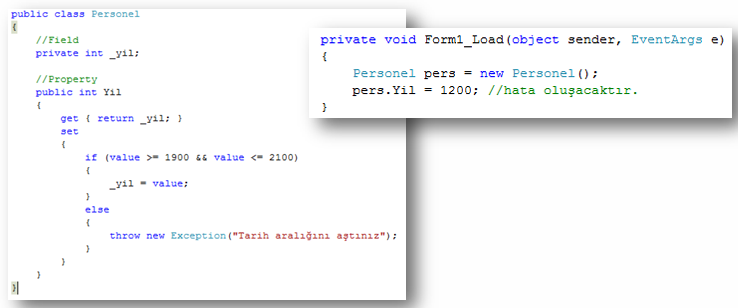 public class Personel
{
//Field
private int _yil;
//Property
public int Yil
{
get { return _yil; }
set
{
if (value >= 1900 && value <= 2100)
{
_yil = value;
}
else
{
throw new Exception("Tarih aralığını aştınız");
}
}
}
}
private void Form1_Load(object sender, EventArgs e)
{
Personel pers = new Personel();
pers.Yil = 1200; //hata oluşacaktır.
}